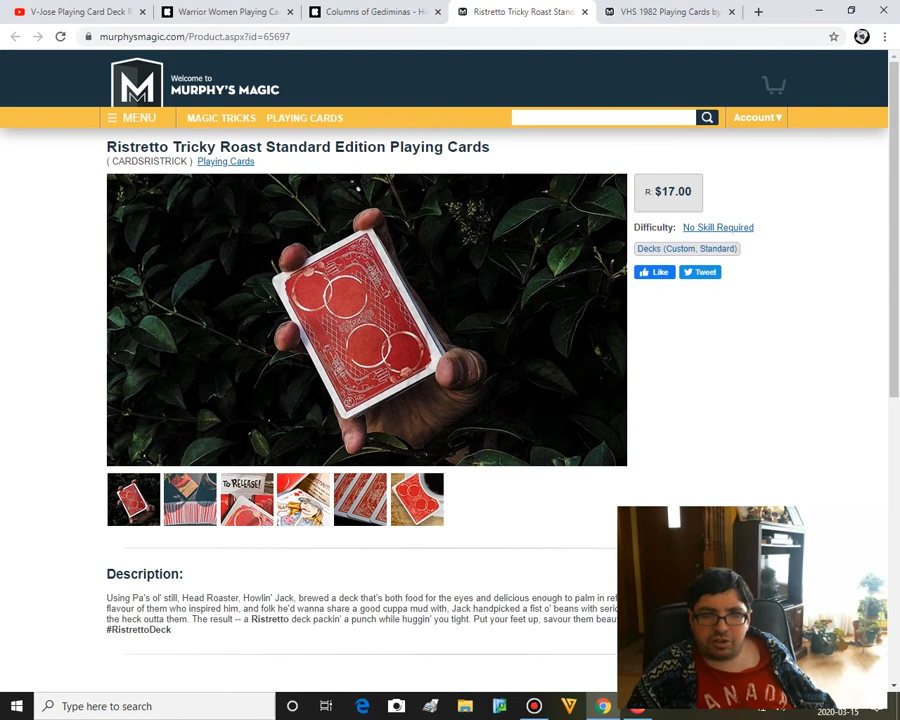 V-Jose Playing Card Deck R
Warrior Women Playing Ca
Columns of Gediminas - Hi
Ristretto Tricky Roast Stand
VHS 1982 Playing Cards by
murphysmagic.com/Product.aspx?id=65697
Welcome to
MURPHY'S MAGIC
MENU
MAGIC TRICKS
PLAYING CARDS
Account▼
Ristretto Tricky Roast Standard Edition Playing Cards
( CARDSRISTRICK ) Playing Cards
R: $17.00
Difficulty: No Skill Required
Decks (Custom, Standard)
Like
Tweet
TO RELEASE!
Description:
Using Pa's ol' still, Head Roaster, Howlin' Jack, brewed a deck that's both food for the eyes and delicious enough to palm in ref
flavour of them who inspired him, and folk he'd wanna share a good cuppa mud with, Jack handpicked a fist o' beans with seri
the heck outta them. The result -- a Ristretto deck packin' a punch while huggin' you tight. Put your feet up, savour them beau
#RistrettoDeck
CANADA
Type here to search
2020-03-15